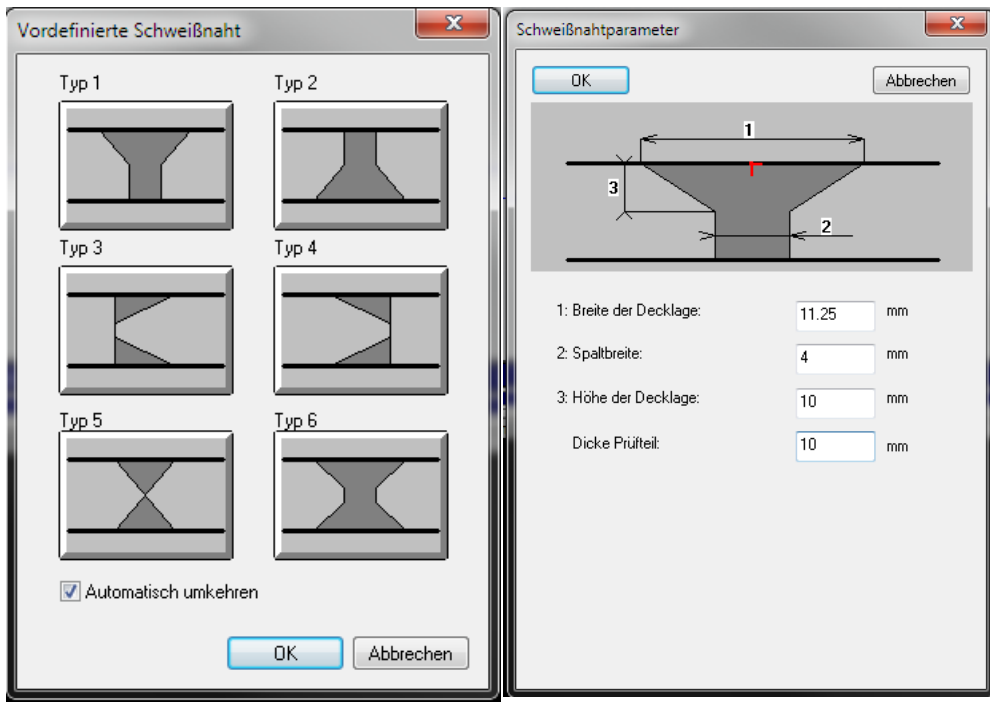 Vordefinierte Schweißnaht
Typ 1 Typ 2
Typ 3 Typ 4
Typ 5 Typ 6
Automatisch umkehren
OK Abbrechen
Schweißnahtparameter
OK Abbrechen
1
3
2
1: Breite der Decklage: 11.25 mm
2: Spaltbreite: 4 mm
3: Höhe der Decklage: 10 mm
Dicke Prüfteil: 10 mm